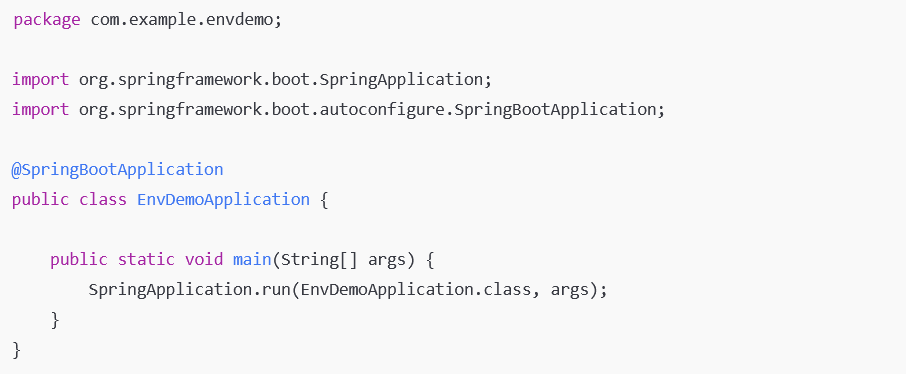 package com.example.envdemo;

import org.springframework.boot.SpringApplication;
import org.springframework.boot.autoconfigure.SpringBootApplication;

@SpringBootApplication
public class EnvDemoApplication {

    public static void main(String[] args) {
        SpringApplication.run(EnvDemoApplication.class, args);
    }
}